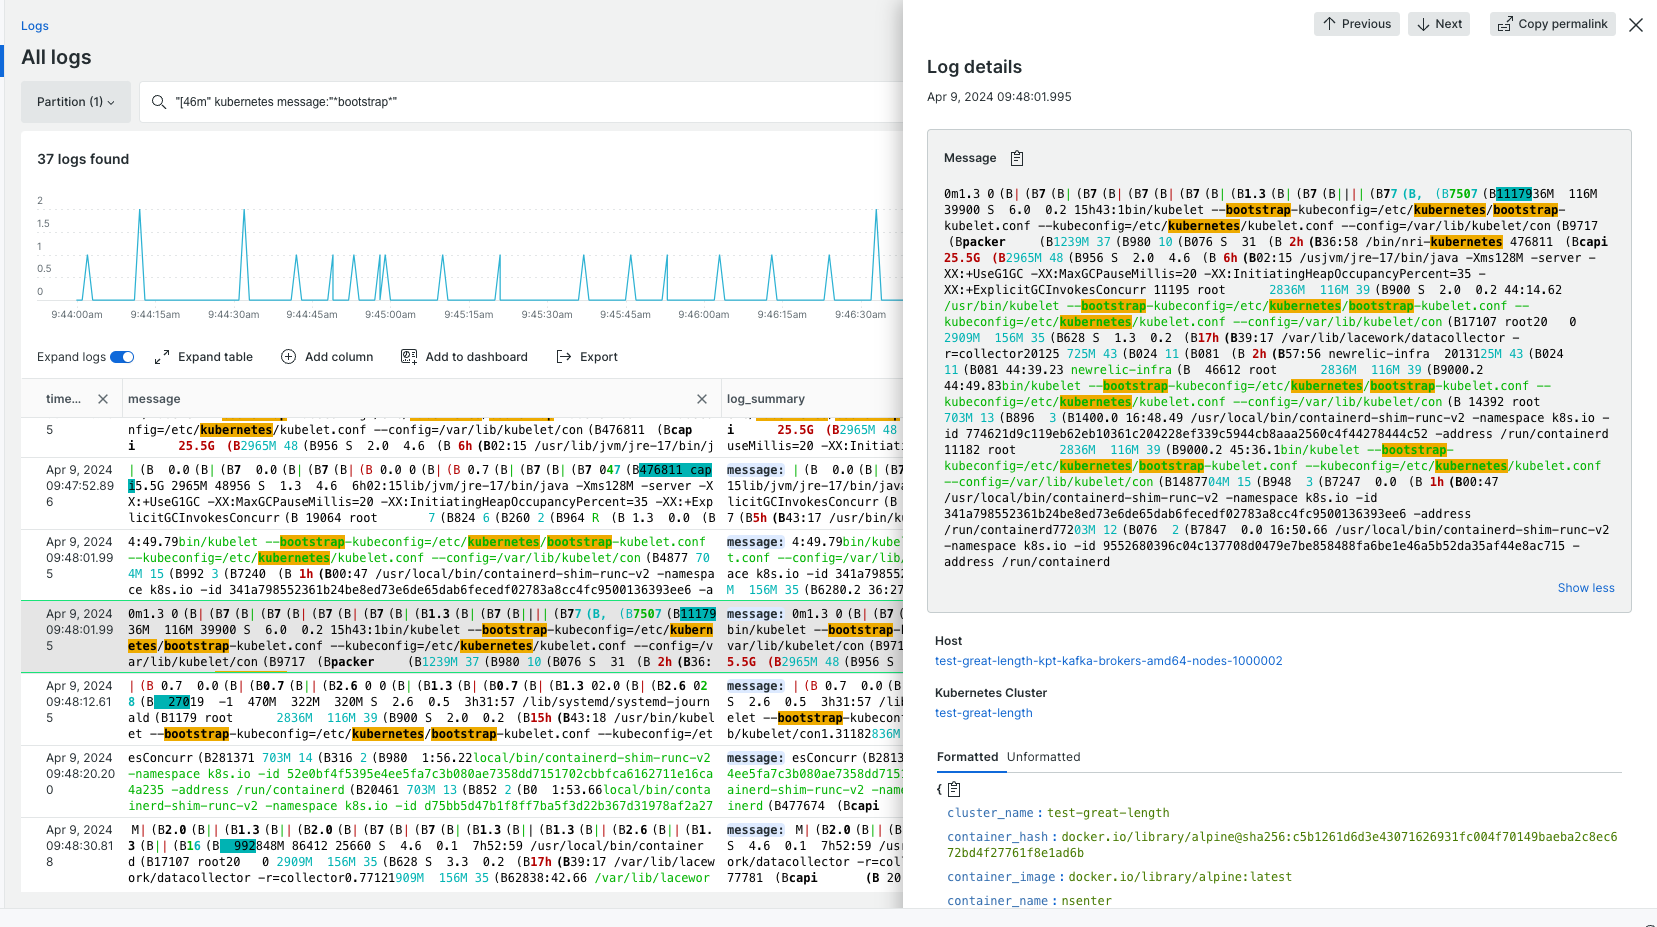 Logs
All logs
Partition (1)
"[46m" kubernetes message:"*bootstrap*"
37 logs found
2
1.5
1
0.5
0
9:44:00am 9:44:15am 9:44:30am 9:44:45am 9:45:00am 9:45:15am 9:45:30am 9:45:45am 9:46:00am 9:46:15am 9:46:30am
Expand logs Expand table Add column Add to dashboard Export
time... message log_summary
5
nfig=/etc/kubernetes/kubelet.conf --config=/var/lib/kubelet/con (B476811 (Bcap
i 25.5G (B2965M 48 (B956 S 2.0 4.6 (B 6h (B02:15 /usr/lib/jvm/jre-17/bin/j
i 25.5G (B2965M 48
useMillis=20 -XX:Initiati
Apr 9, 2024
09:47:52.89
6
| (B 0.0 (B| (B7 0.0 (B| (B7 (B| (B 0.0 0 (B| (B 0.7 (B| (B7 (B| (B7 047 (B476811 cap
i5.5G 2965M 48956 S 1.3 4.6 6h02:15lib/jvm/jre-17/bin/java -Xms128M -server -X
X:+UseG1GC -XX:MaxGCPauseMillis=20 -XX:InitiatingHeapOccupancyPercent=35 -XX:+Exp
licitGCInvokesConcurr (B 19064 root 7 (B824 6 (B260 2 (B964 R (B 1.3 0.0 (B
message: | (B 0.0 (B| (B7
15lib/jvm/jre-17/bin/java
licitGCInvokesConcurr (B
7 (B5h (B43:17 /usr/bin/k
Apr 9, 2024
09:48:01.99
5
4:49.79bin/kubelet --bootstrap-kubeconfig=/etc/kubernetes/bootstrap-kubelet.conf
--kubeconfig=/etc/kubernetes/kubelet.conf --config=/var/lib/kubelet/con (B4877 70
4M 15 (B992 3 (B7240 (B 1h (B00:47 /usr/local/bin/containerd-shim-runc-v2 -namespa
ce k8s.io -id 341a798552361b24be8ed73e6de65dab6fecedf02783a8cc4fc9500136393ee6 -a
message: 4:49.79bin/kube
t.conf --config=/var/lib/
ace k8s.io -id 341a798552
M 156M 35 (B6280.2 36:27
Apr 9, 2024
09:48:01.99
5
0m1.3 0 (B| (B7 (B| (B7 (B| (B7 (B| (B7 (B| (B1.3 (B| (B7 (B|||| (B77 (B, (B7507 (B11179
36M 116M 39900 S 6.0 0.2 15h43:1bin/kubelet --bootstrap-kubeconfig=/etc/kubern
etes/bootstrap-kubelet.conf --kubeconfig=/etc/kubernetes/kubelet.conf --config=/v
ar/lib/kubelet/con (B9717 (Bpacker (B1239M 37 (B980 10 (B076 S 31 (B 2h (B36:
message: 0m1.3 0 (B| (B7
bin/kubelet --bootstrap-k
var/lib/kubelet/con (B971
5.5G (B2965M 48 (B956 S
Apr 9, 2024
09:48:12.61
5
| (B 0.7 0.0 (B| (B0.7 (B|| (B2.6 0 0 (B| (B1.3 (B| (B0.7 (B| (B1.3 02.0 (B| (B2.6 02
8 (B 27019 -1 470M 322M 320M S 2.6 0.5 3h31:57 /lib/systemd/systemd-journ
ald (B1179 root 2836M 116M 39 (B900 S 2.0 0.2 (B15h (B43:18 /usr/bin/kubel
et --bootstrap-kubeconfig=/etc/kubernetes/bootstrap-kubelet.conf --kubeconfig=/et
message: | (B 0.7 0.0 (B
S 2.6 0.5 3h31:57 /lib
elet --bootstrap-kubeconf
b/kubelet/con1.31182836M
Apr 9, 2024
09:48:20.20
0
esConcurr (B281371 703M 14 (B316 2 (B980 1:56.22local/bin/containerd-shim-runc-v2
-namespace k8s.io -id 52e0bf4f5395e4ee5fa7c3b080ae7358dd7151702cbbfca6162711e16ca
4a235 -address /run/containerd (B20461 703M 13 (B852 2 (B0 1:53.66local/bin/conta
inerd-shim-runc-v2 -namespace k8s.io -id d75bb5d47b1f8ff7ba5f3d22b367d31978af2a27
message: esConcurr (B2813
4ee5fa7c3b080ae7358dd7151
ainerd-shim-runc-v2 -name
inerd (B477674 (Bcapi
Apr 9, 2024
09:48:30.81
8
M| (B2.0 (B|| (B1.3 (B|| (B2.0 (B| (B7 (B| (B7 (B| (B1.3 (B|| (B1.3 (B|| (B2.6 (B|| (B1.
3 (B|| (B16 (B 992848M 86412 25660 S 4.6 0.1 7h52:59 /usr/local/bin/container
d (B17107 root20 0 2909M 156M 35 (B628 S 3.3 0.2 (B17h (B39:17 /var/lib/lacew
ork/datacollector -r=collector0.77121909M 156M 35 (B62838:42.66 /var/lib/lacewor
message: M| (B2.0 (B|| (B
S 4.6 0.1 7h52:59 /usr
ork/datacollector -r=coll
77781 (Bcapi (B 20
Previous Next Copy permalink
Log details
Apr 9, 2024 09:48:01.995
Message
0m1.3 0 (B| (B7 (B| (B7 (B| (B7 (B| (B7 (B| (B1.3 (B| (B7 (B|||| (B77 (B, (B7507 (B1117936M 116M
39900 S 6.0 0.2 15h43:1bin/kubelet --bootstrap-kubeconfig=/etc/kubernetes/bootstrap-
kubelet.conf --kubeconfig=/etc/kubernetes/kubelet.conf --config=/var/lib/kubelet/con (B9717
(Bpacker (B1239M 37 (B980 10 (B076 S 31 (B 2h (B36:58 /bin/nri-kubernetes 476811 (Bcapi
25.5G (B2965M 48 (B956 S 2.0 4.6 (B 6h (B02:15 /usjvm/jre-17/bin/java -Xms128M -server -
XX:+UseG1GC -XX:MaxGCPauseMillis=20 -XX:InitiatingHeapOccupancyPercent=35 -
XX:+ExplicitGCInvokesConcurr 11195 root 2836M 116M 39 (B900 S 2.0 0.2 44:14.62
/usr/bin/kubelet --bootstrap-kubeconfig=/etc/kubernetes/bootstrap-kubelet.conf --
kubeconfig=/etc/kubernetes/kubelet.conf --config=/var/lib/kubelet/con (B17107 root20 0
2909M 156M 35 (B628 S 1.3 0.2 (B17h (B39:17 /var/lib/lacework/datacollector -
r=collector20125 725M 43 (B024 11 (B081 (B 2h (B57:56 newrelic-infra 2013125M 43 (B024
11 (B081 44:39.23 newrelic-infra (B 46612 root 2836M 116M 39 (B9000.2
44:49.83bin/kubelet --bootstrap-kubeconfig=/etc/kubernetes/bootstrap-kubelet.conf --
kubeconfig=/etc/kubernetes/kubelet.conf --config=/var/lib/kubelet/con (B 14392 root
703M 13 (B896 3 (B1400.0 16:48.49 /usr/local/containerd-shim-runc-v2 -namespace k8s.io -
id 774621d9c119eb62eb10361c204228ef339c5944cb8aaa2560c4f44278444c52 -address /run/containerd
11182 root 2836M 116M 39 (B9000.2 45:36.1bin/kubelet --bootstrap-
kubeconfig=/etc/kubernetes/bootstrap-kubelet.conf --kubeconfig=/etc/kubernetes/kubelet.conf
--config=/var/lib/kubelet/con (B1487704M 15 (B948 3 (B7247 0.0 (B 1h (B00:47
/usr/local/bin/containerd-shim-runc-v2 -namespace k8s.io -id
341a798552361b24be8ed73e6de65dab6fecedf02783a8cc4fc9500136393ee6 -address
/run/containerd77203M 12 (B076 2 (B7847 0.0 16:50.66 /usr/local/bin/containerd-shim-runc-v2
-namespace k8s.io -id 9552680396c04c137708d0479e7be858488fa6be1e46a5b52da35af44e8ac715 -
address /run/containerd
Show less
Host
test-great-length-kpt-kafka-brokers-amd64-nodes-1000002
Kubernetes Cluster
test-great-length
Formatted Unformatted
{
cluster_name : test-great-length
container_hash : docker.io/library/alpine@sha256:c5b1261d6d3e43071626931fc004f70149baeba2c8ec6
72bd4f27761f8e1ad6b
container_image : docker.io/library/alpine:latest
container_name : nsenter